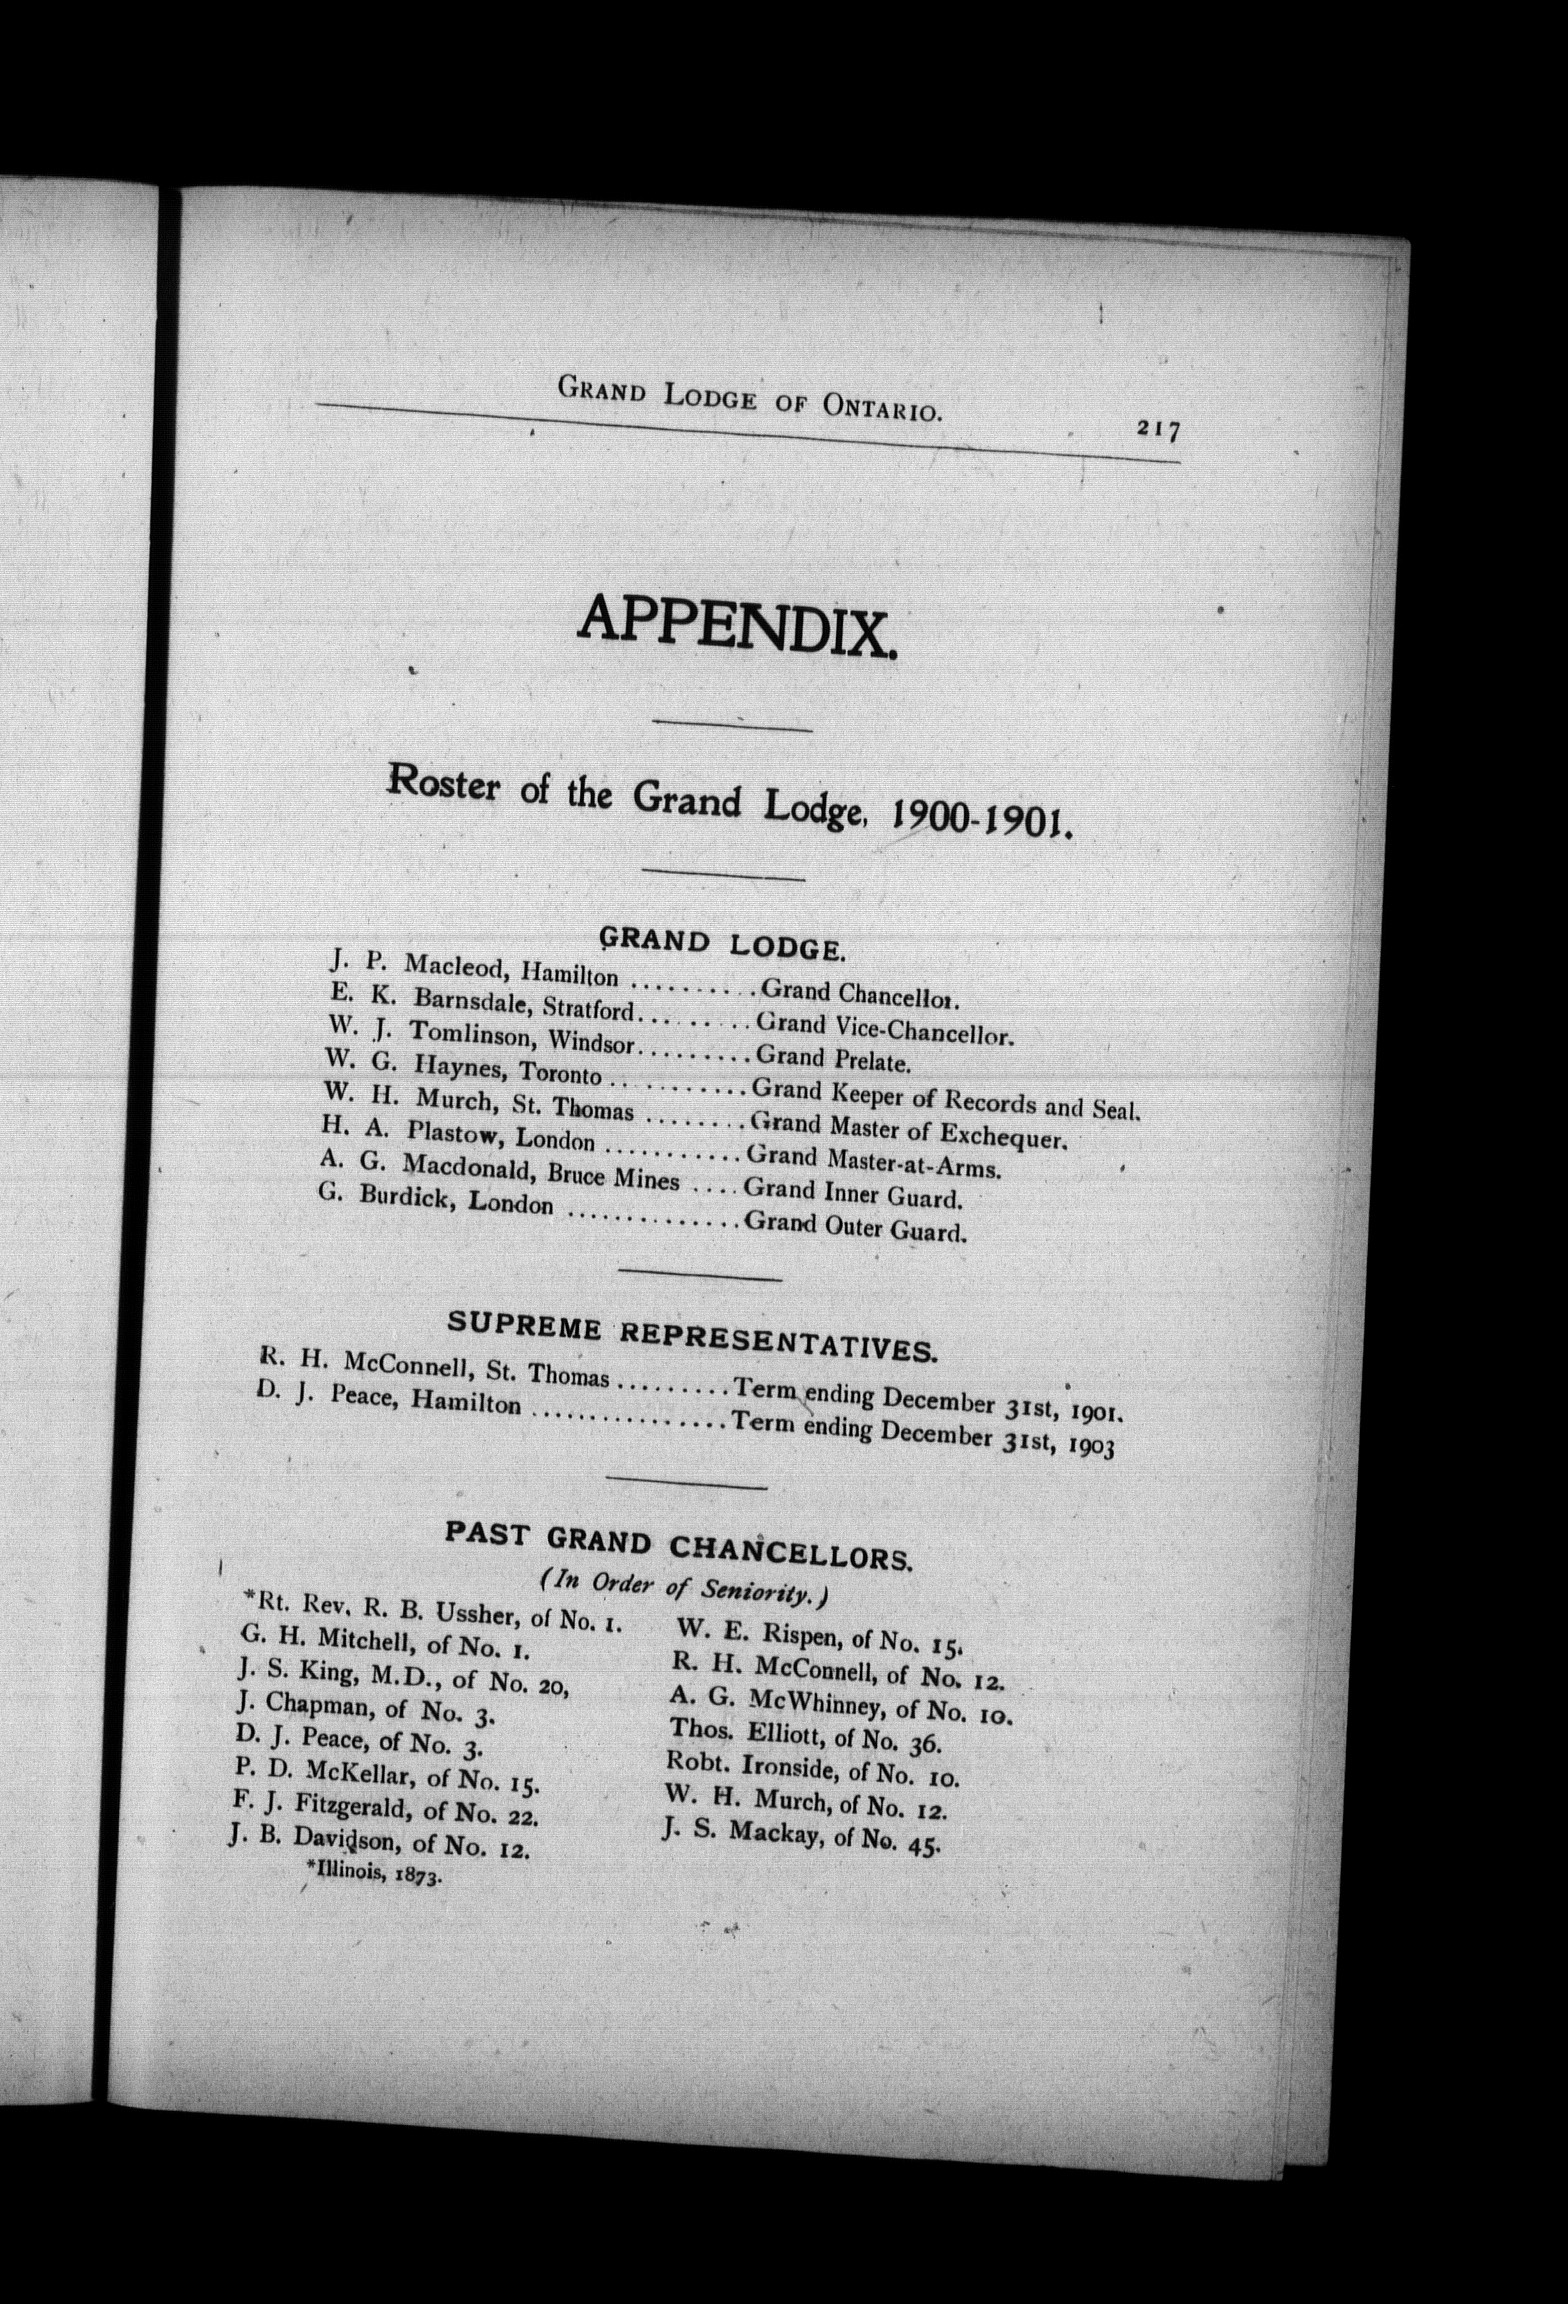 GRAND LODGE OF ONTARIO. 217
APPENDIX.
Roster of the Grand Lodge, 1900-1901.
GRAND LODGE.
J. P. Macleod, Hamilton ..........Grand Chancellor.
E. K. Barnsdale, Stratford.........Grand Vice-Chancellor.
W. J. Tomlinson, Windsor.........Grand Prelate.
W. G. Haynes, Toronto ...........Grand Keeper of Records and Seal.
W. H. Murch, St. Thomas ........Grand Master of Exchequer.
H. A. Plastow, London ...........Grand Master-at-Arms.
A. G. Macdonald, Bruce Mines ....Grand Inner Guard.
G. Burdick, London ..............Grand Outer Guard.
SUPREME REPRESENTATIVES.
R. H. McConnell, St. Thomas .........Term ending December 31st, 1901.
D. J. Peace, Hamilton ................Term ending December 31st, 1903
PAST GRAND CHANCELLORS.
(In Order of Seniority.)
*Rt. Rev. R. B. Ussher, of No. 1.
G. H. Mitchell, of No. 1.
J. S. King, M.D., of No. 20,
J. Chapman, of No. 3.
D. J. Peace, of No. 3.
P. D. McKellar, of No. 15.
F. J. Fitzgerald, of No. 22.
J. B. Davidson, of No. 12.
*Illinois, 1873.
W. E. Rispen, of No. 15.
R. H. McConnell, of No. 12.
A. G. McWhinney, of No. 10.
Thos. Elliott, of No. 36.
Robt. Ironside, of No. 10.
W. H. Murch, of No. 12.
J. S. Mackay, of No. 45.